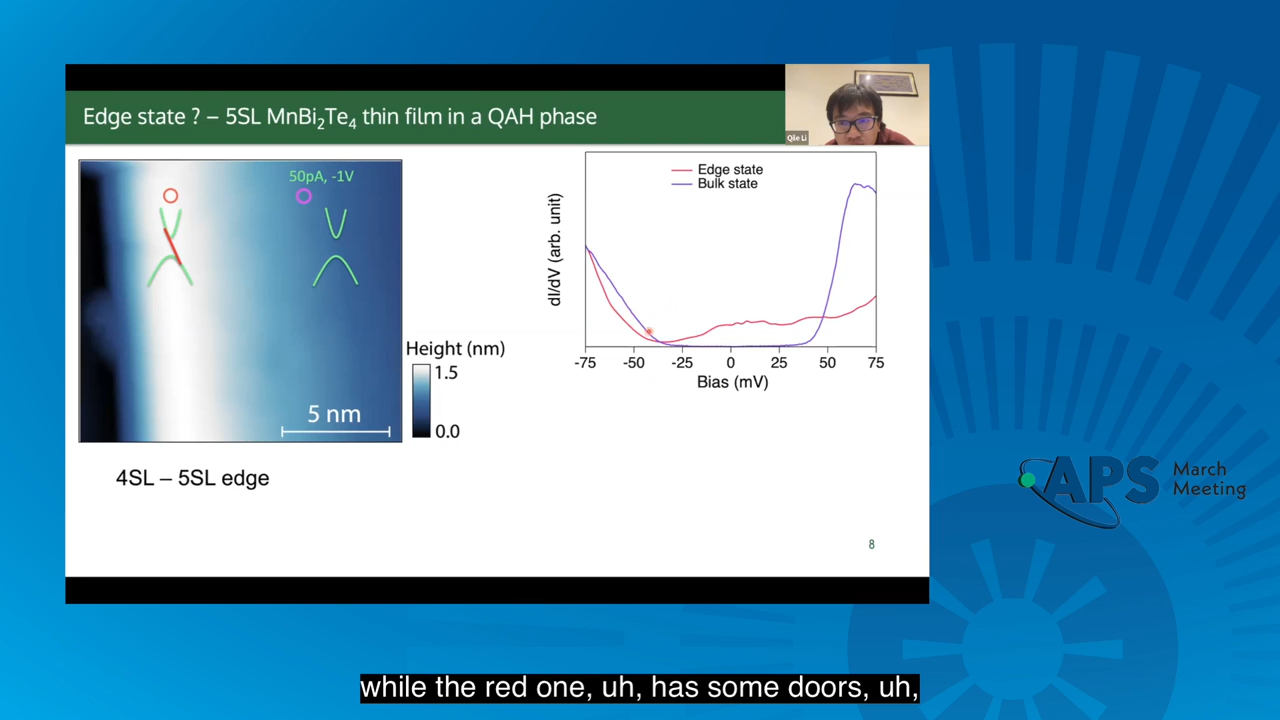 Edge state ? – 5SL MnBi₂Te₄ thin film in a QAH phase
Qile Li
50pA, -1V
5 nm
Height (nm)
1.5
0.0
4SL – 5SL edge
Edge state
Bulk state
dI/dV (arb. unit)
-75 -50 -25 0 25 50 75
Bias (mV)
8
APS March Meeting
while the red one, uh, has some doors, uh,